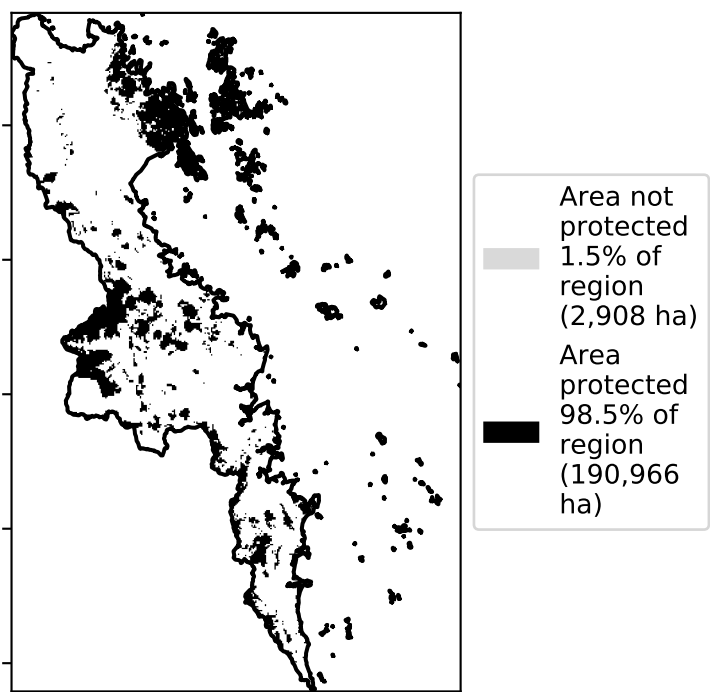 Area not
protected
1.5% of
region
(2,908 ha)
Area
protected
98.5% of
region
(190,966
ha)